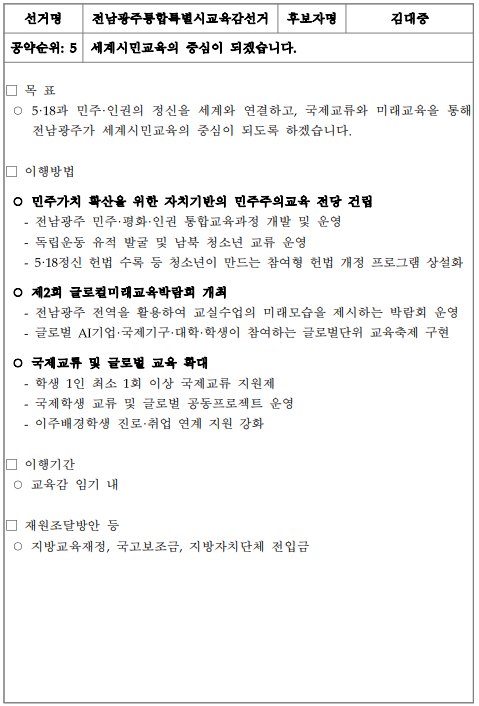 선거명 전남광주통합특별시교육감선거 후보자명 김대중
공약순위: 5 세계시민교육의 중심이 되겠습니다.
□ 목 표
○ 5·18과 민주·인권의 정신을 세계와 연결하고, 국제교류와 미래교육을 통해
전남광주가 세계시민교육의 중심이 되도록 하겠습니다.
□ 이행방법
○ 민주가치 확산을 위한 자치기반의 민주주의교육 전당 건립
- 전남광주 민주·평화·인권 통합교육과정 개발 및 운영
- 독립운동 유적 발굴 및 남북 청소년 교류 운영
- 5·18정신 헌법 수록 등 청소년이 만드는 참여형 헌법 개정 프로그램 상설화
○ 제2회 글로컬미래교육박람회 개최
- 전남광주 전역을 활용하여 교실수업의 미래모습을 제시하는 박람회 운영
- 글로벌 AI기업·국제기구·대학·학생이 참여하는 글로벌단위 교육축제 구현
○ 국제교류 및 글로벌 교육 확대
- 학생 1인 최소 1회 이상 국제교류 지원제
- 국제학생 교류 및 글로벌 공동프로젝트 운영
- 이주배경학생 진로·취업 연계 지원 강화
□ 이행기간
○ 교육감 임기 내
□ 재원조달방안 등
○ 지방교육재정, 국고보조금, 지방자치단체 전입금